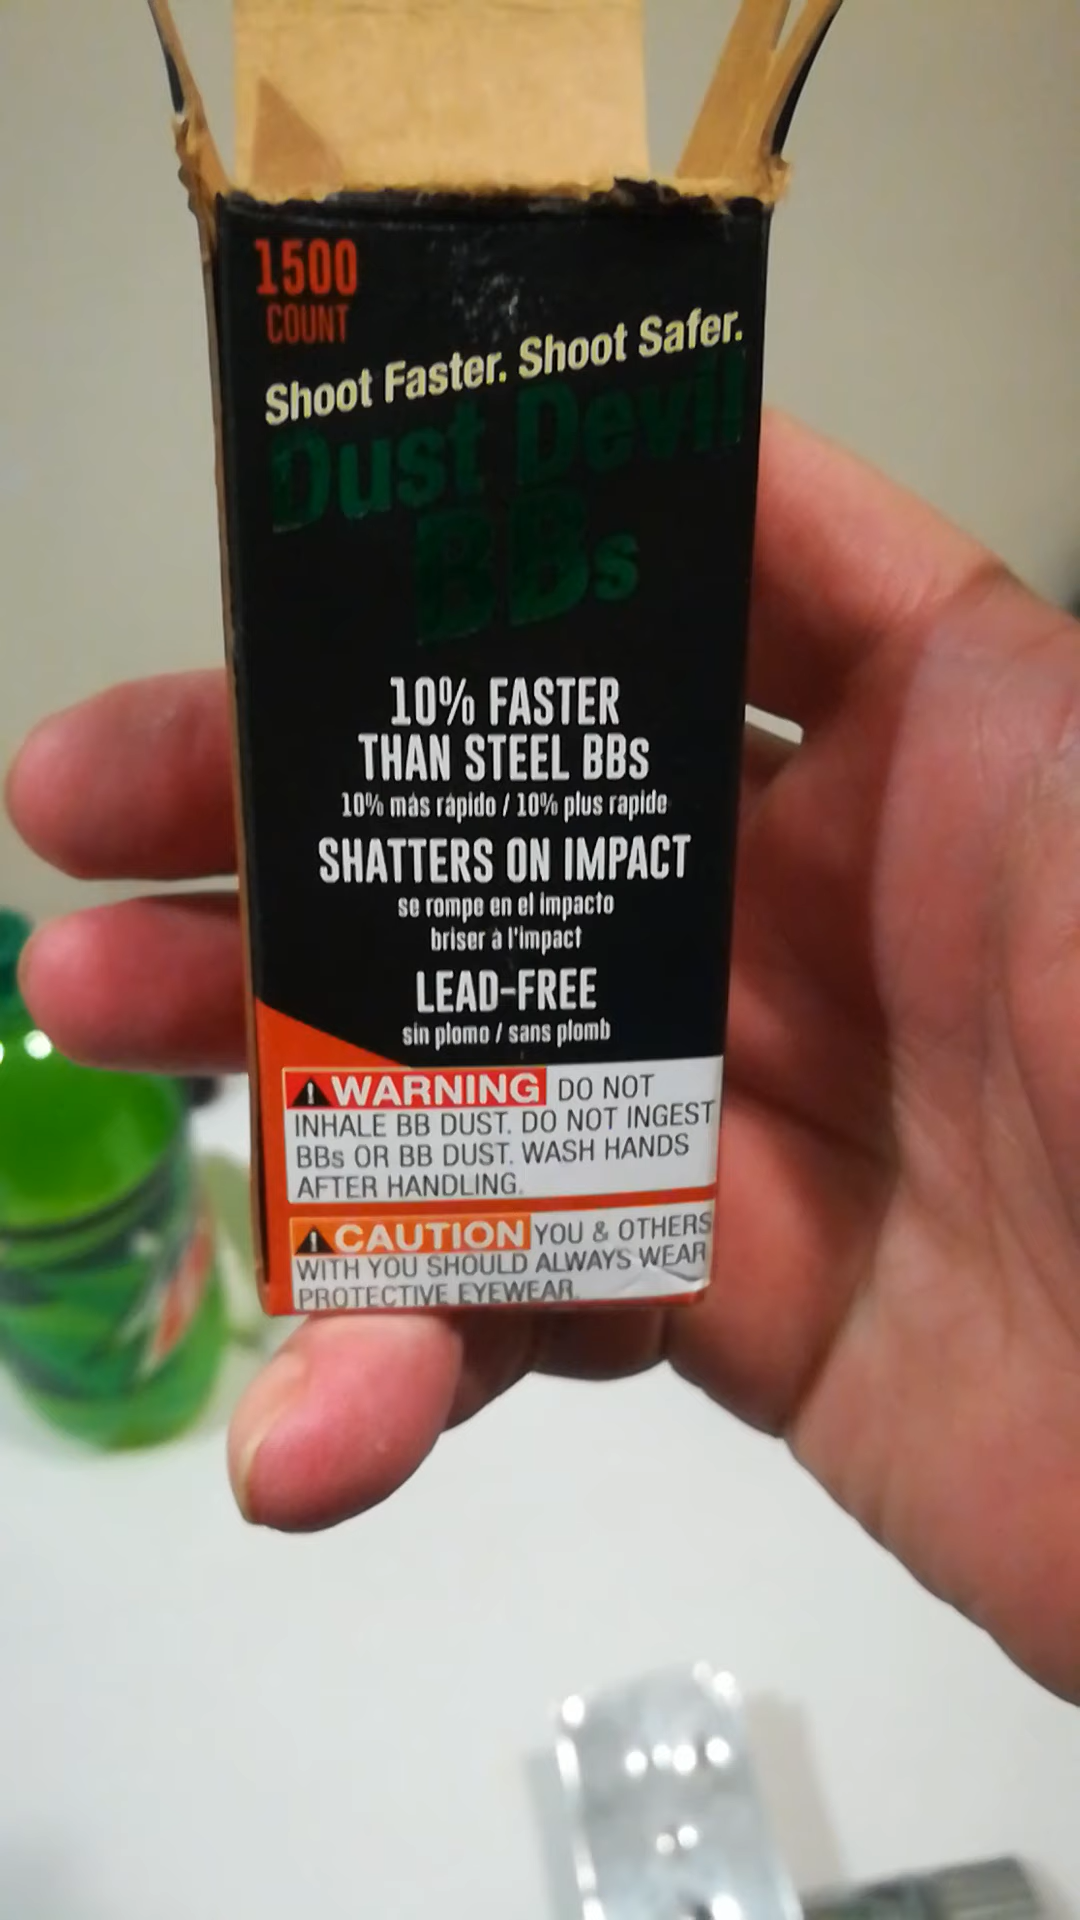 1500
COUNT
Shoot Faster. Shoot Safer.
Dust Devil
BBs
10% FASTER
THAN STEEL BBs
10% más rápido / 10% plus rapide
SHATTERS ON IMPACT
se rompe en el impacto
briser à l'impact
LEAD-FREE
sin plomo / sans plomb
WARNING DO NOT
INHALE BB DUST. DO NOT INGEST
BBs OR BB DUST. WASH HANDS
AFTER HANDLING.
CAUTION YOU & OTHERS
WITH YOU SHOULD ALWAYS WEAR
PROTECTIVE EYEWEAR.